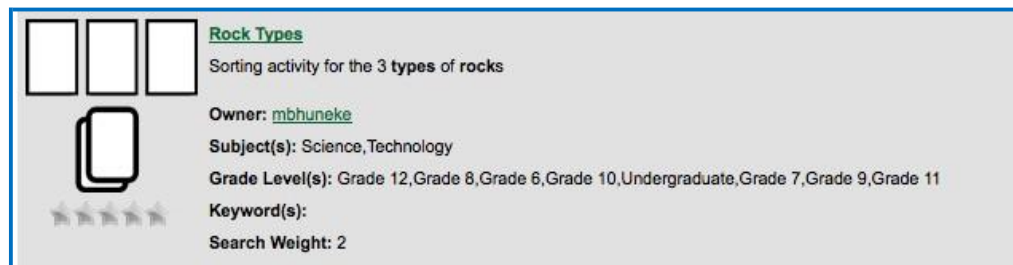 Rock Types
Sorting activity for the 3 types of rocks
Owner: mbhuneke
Subject(s): Science,Technology
Grade Level(s): Grade 12,Grade 8,Grade 6,Grade 10,Undergraduate,Grade 7,Grade 9,Grade 11
Keyword(s):
Search Weight: 2